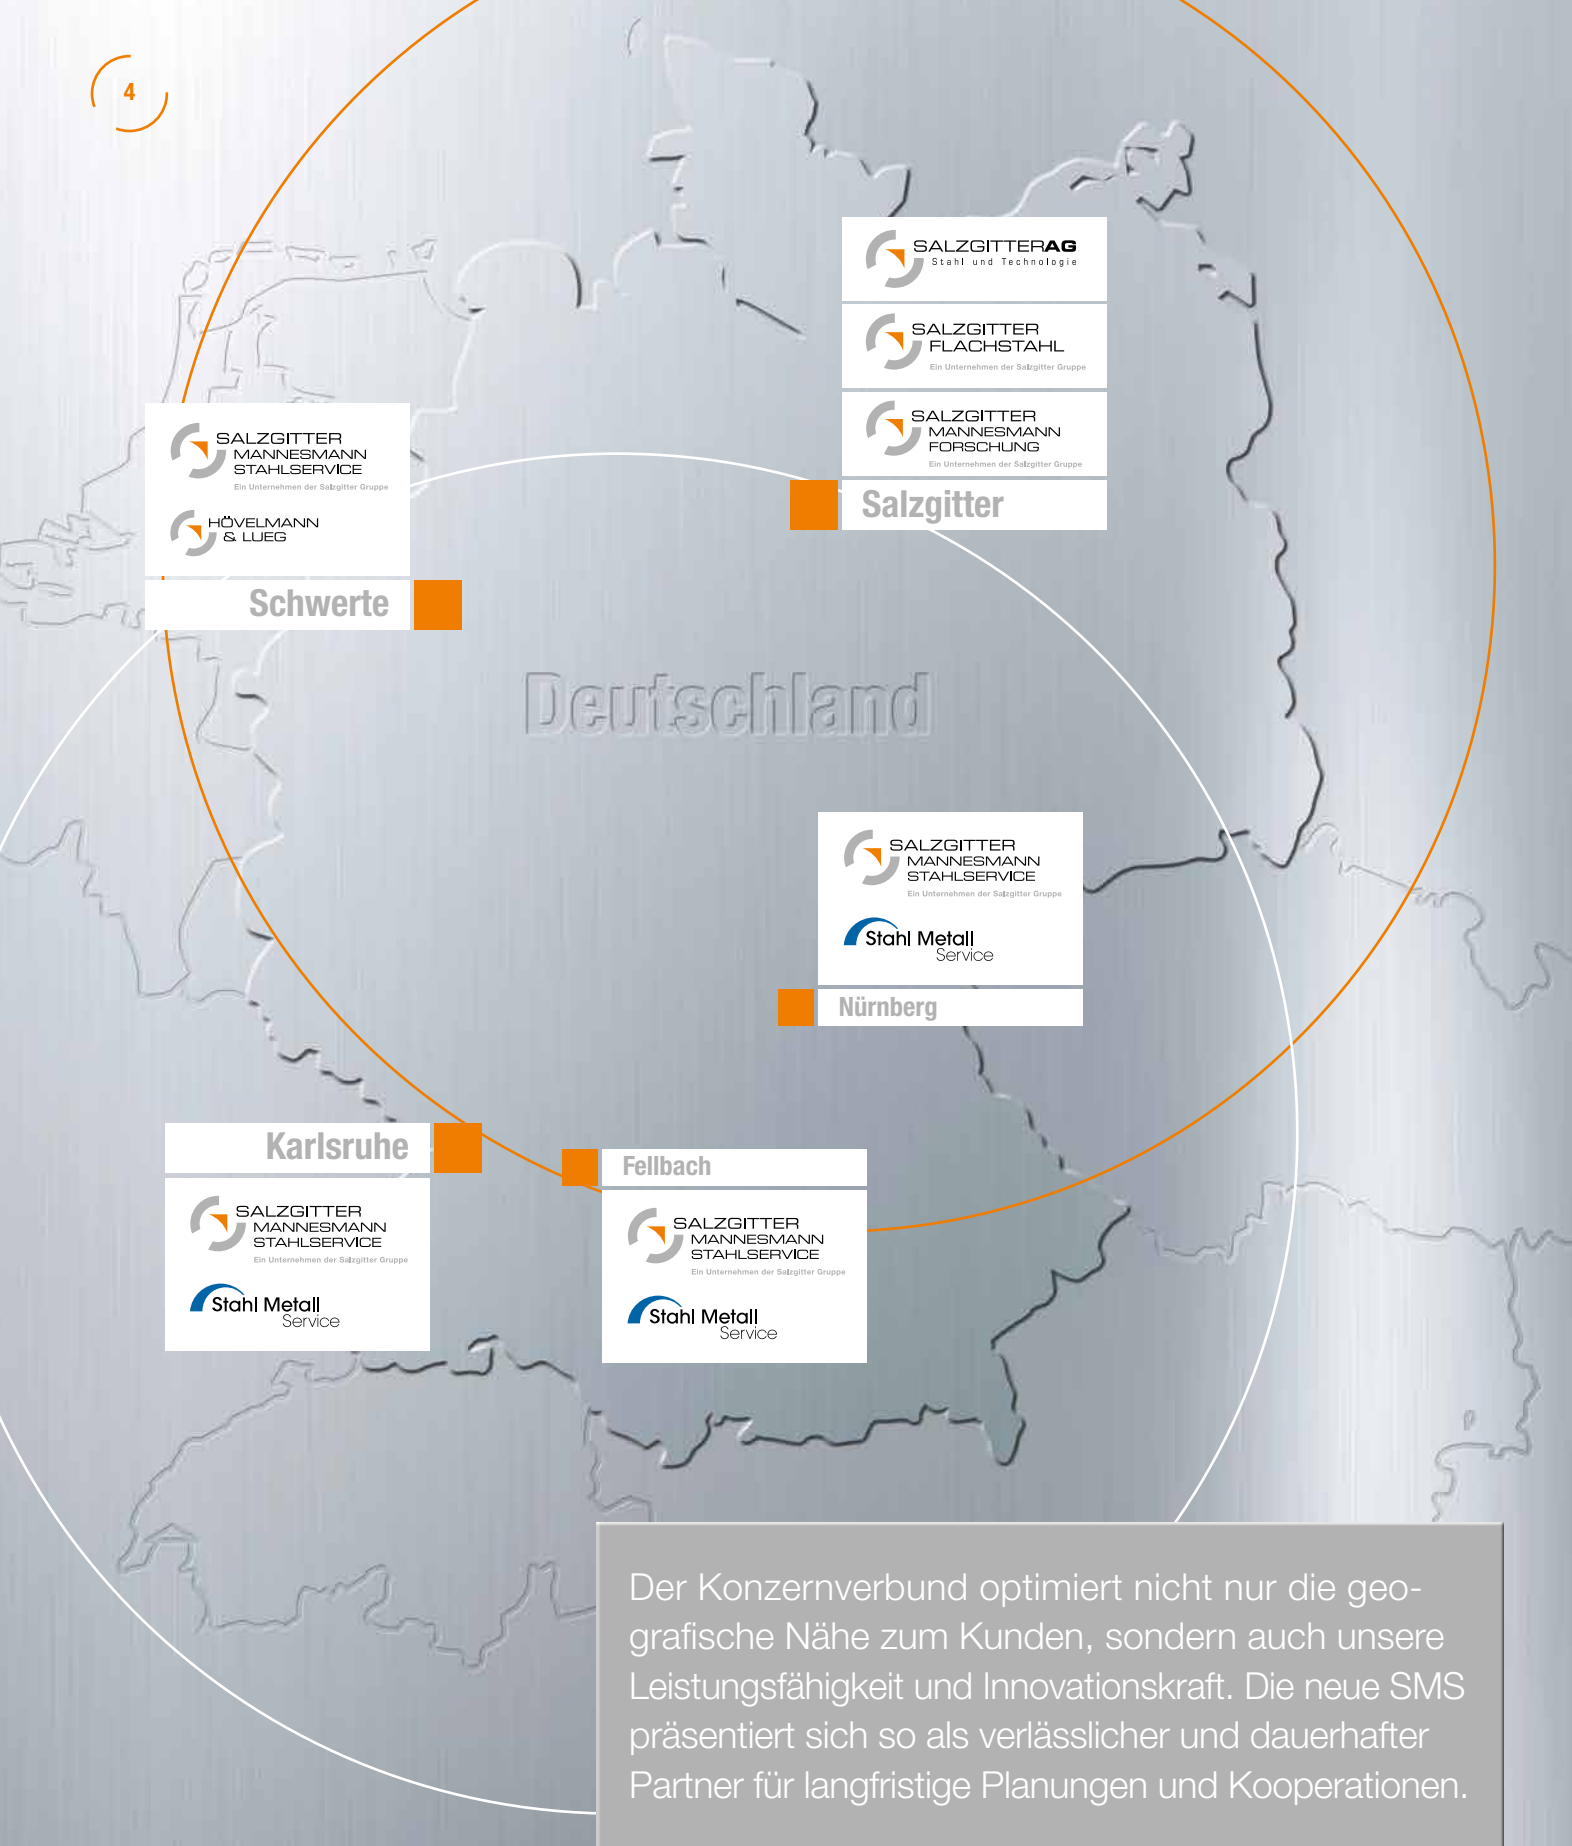 4
SALZGITTERAG
Stahl und Technologie
SALZGITTER
FLACHSTAHL
Ein Unternehmen der Salzgitter Gruppe
SALZGITTER
MANNESMANN
FORSCHUNG
Ein Unternehmen der Salzgitter Gruppe
Salzgitter
SALZGITTER
MANNESMANN
STAHLSERVICE
Ein Unternehmen der Salzgitter Gruppe
HÖVELMANN
& LUEG
Schwerte
Deutschland
SALZGITTER
MANNESMANN
STAHLSERVICE
Ein Unternehmen der Salzgitter Gruppe
Stahl Metall
Service
Nürnberg
Karlsruhe
SALZGITTER
MANNESMANN
STAHLSERVICE
Ein Unternehmen der Salzgitter Gruppe
Stahl Metall
Service
Fellbach
SALZGITTER
MANNESMANN
STAHLSERVICE
Ein Unternehmen der Salzgitter Gruppe
Stahl Metall
Service
Der Konzernverbund optimiert nicht nur die geo-
grafische Nähe zum Kunden, sondern auch unsere
Leistungsfähigkeit und Innovationskraft. Die neue SMS
präsentiert sich so als verlässlicher und dauerhafter
Partner für langfristige Planungen und Kooperationen.